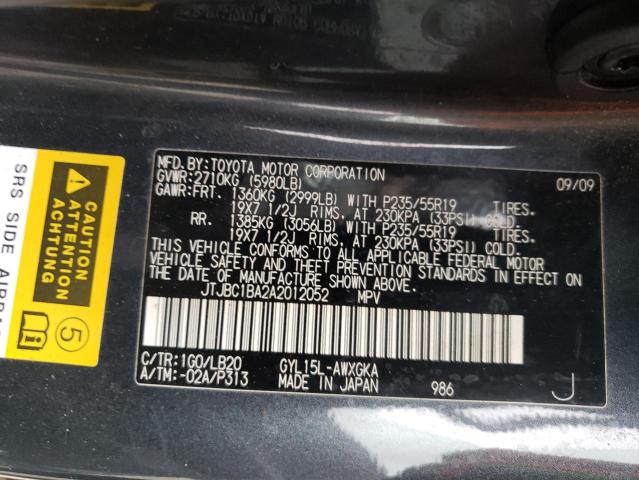 MFD.BY:TOYOTA MOTOR CORPORATION 09/09
GVWR:2710KG (5980LB)
GAWR:FRT. 1360KG (2999LB) WITH P235/55R19 TIRES.
19X7 1/2J RIMS, AT 230KPA (33PSI) COLD.
RR. 1385KG (3056LB) WITH P235/55R19 TIRES.
19X7 1/2J RIMS, AT 230KPA (33PSI) COLD.
THIS VEHICLE CONFORMS TO ALL APPLICABLE FEDERAL MOTOR
VEHICLE SAFETY AND THEFT PREVENTION STANDARDS IN EFFECT ON
THE DATE OF MANUFACTURE SHOWN ABOVE.
JTJBC1BA2A2012052 MPV
C/TR:1G0/LB20 GYL15L-AWXGKA
A/TM:-02A/P313 MADE IN JAPAN 986 J
SRS SIDE AIRBA
CAUTION
ATTENTION
ACHTUNG
5